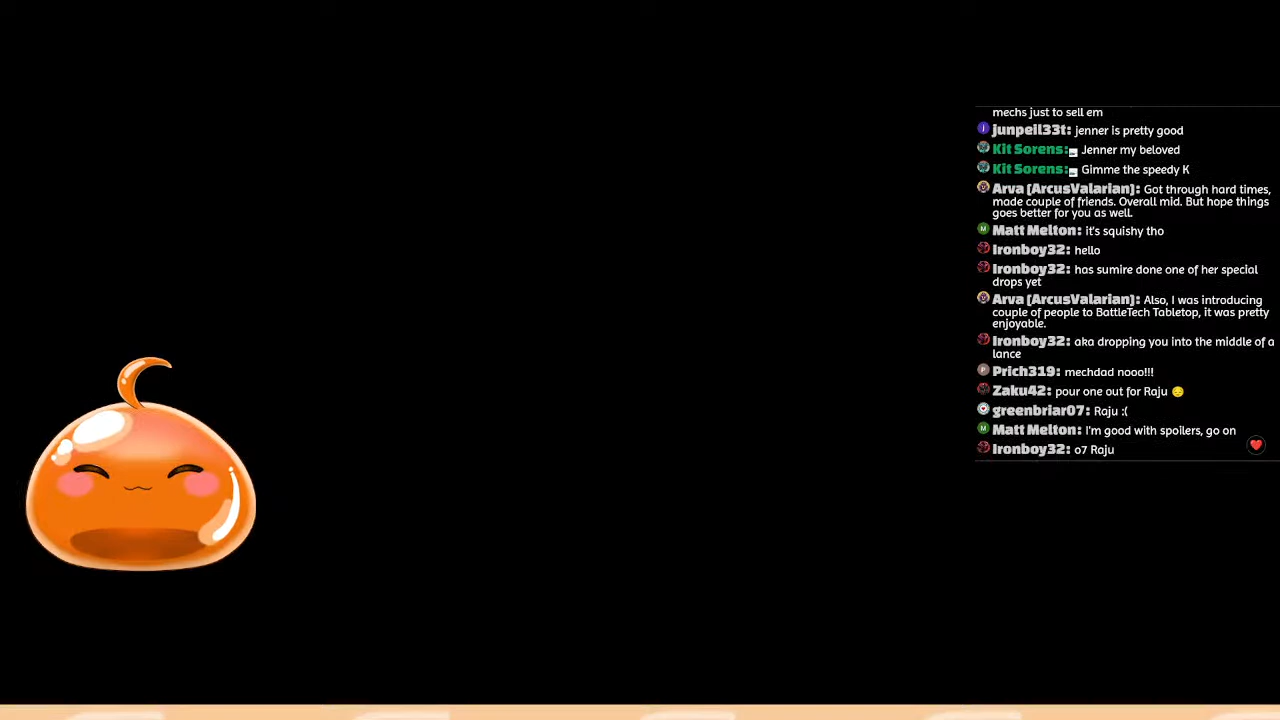 mechs just to sell em
junpei133t: jenner is pretty good
Kit Sorens: Jenner my beloved
Kit Sorens: Gimme the speedy K
Arva (ArcusValarian): Got through hard times,
made couple of friends. Overall mid. But hope things
goes better for you as well.
Matt Melton: it's squishy tho
Ironboy32: hello
Ironboy32: has sumire done one of her special
drops yet
Arva (ArcusValarian): Also, I was introducing
couple of people to BattleTech Tabletop, it was pretty
enjoyable.
Ironboy32: aka dropping you into the middle of a
lance
Prich319: mechdad nooo!!!
Zaku42: pour one out for Raju 😔
greenbriar07: Raju :(
Matt Melton: I'm good with spoilers, go on
Ironboy32: o7 Raju